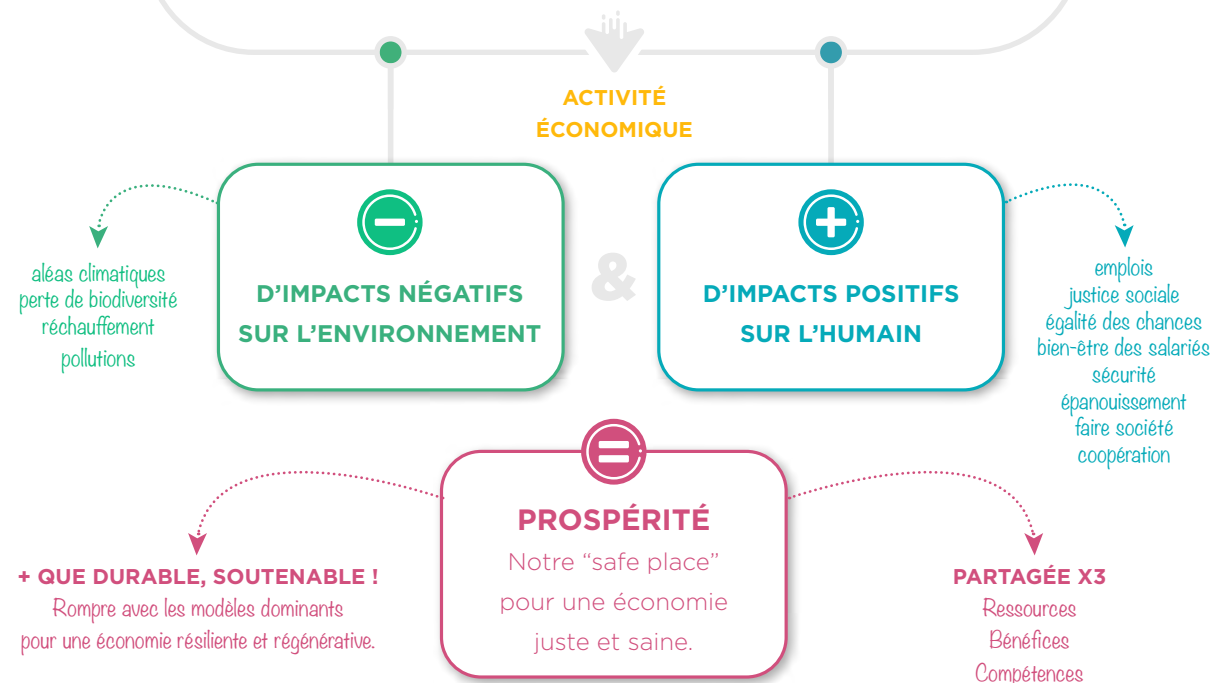 ACTIVITÉ
ÉCONOMIQUE
D’IMPACTS NÉGATIFS
SUR L’ENVIRONNEMENT
aléas climatiques
perte de biodiversité
réchauffement
pollutions
&
D’IMPACTS POSITIFS
SUR L’HUMAIN
emplois
justice sociale
égalité des chances
bien-être des salariés
sécurité
épanouissement
faire société
coopération
PROSPÉRITÉ
Notre “safe place”
pour une économie
juste et saine.
+ QUE DURABLE, SOUTENABLE !
Rompre avec les modèles dominants
pour une économie résiliente et régénérative.
PARTAGÉE X3
Ressources
Bénéfices
Compétences